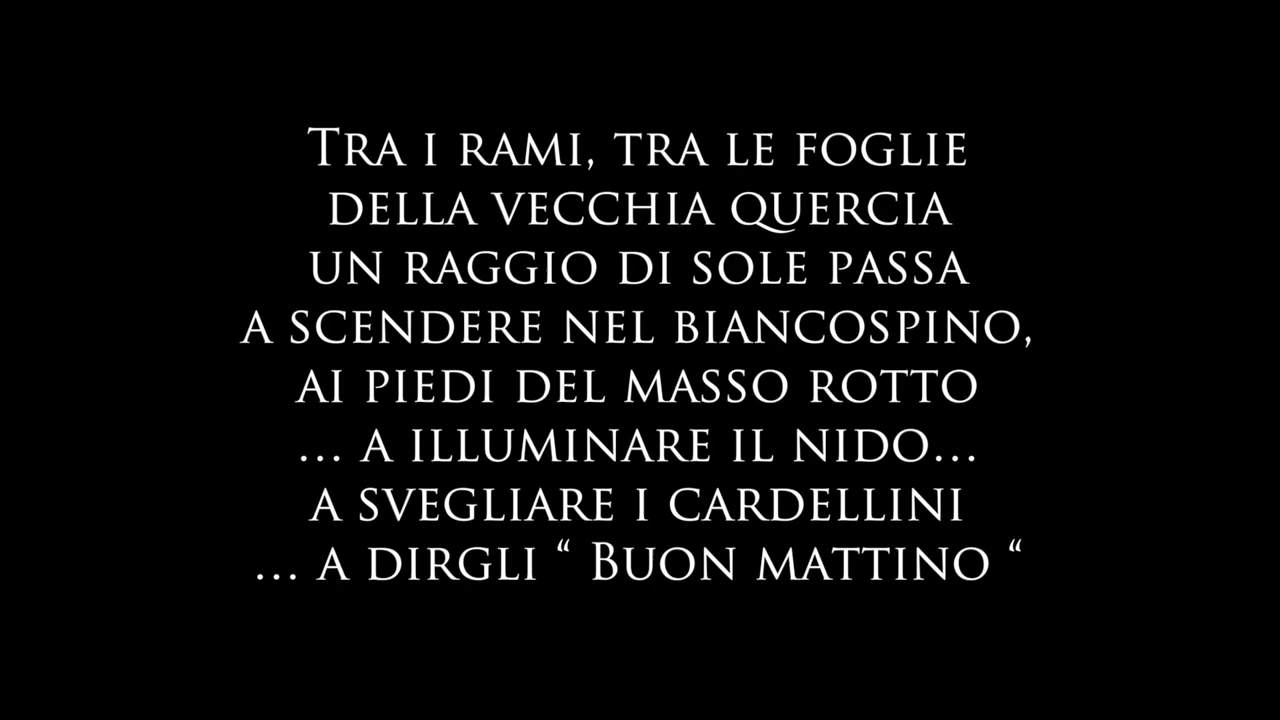 Tra i rami, tra le foglie
della vecchia quercia
un raggio di sole passa
a scendere nel biancospino,
ai piedi del masso rotto
... a illuminare il nido...
a svegliare i cardellini
... a dirgli “ Buon mattino “